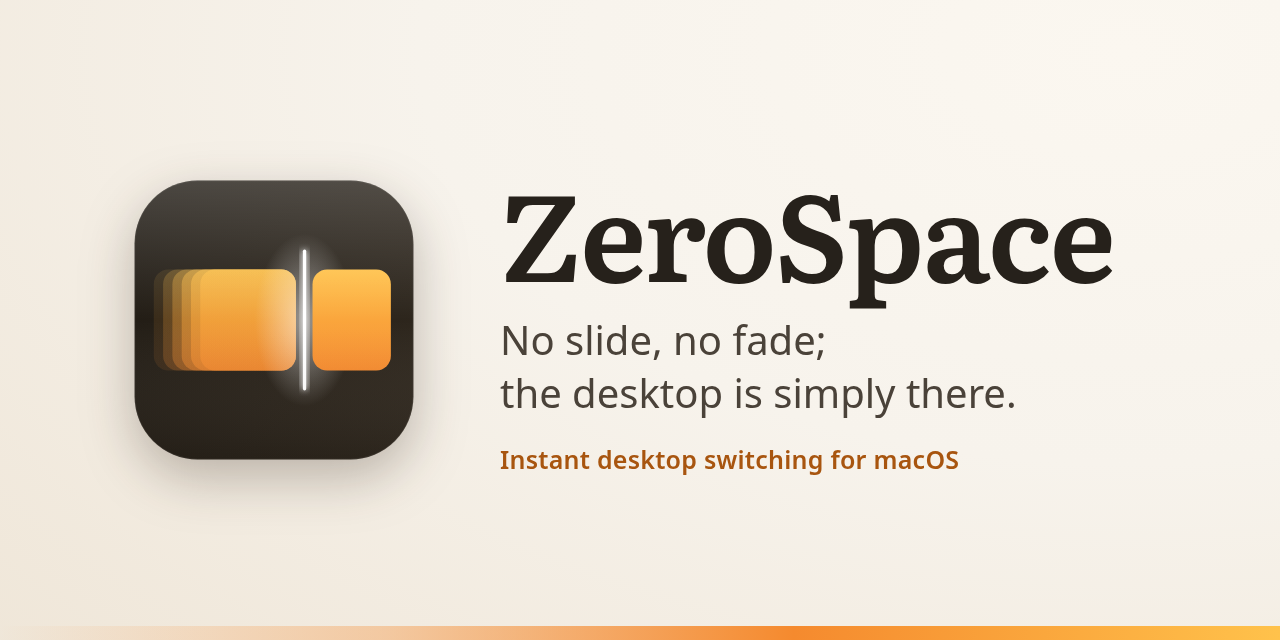 ZeroSpace
No slide, no fade;
the desktop is simply there.
Instant desktop switching for macOS